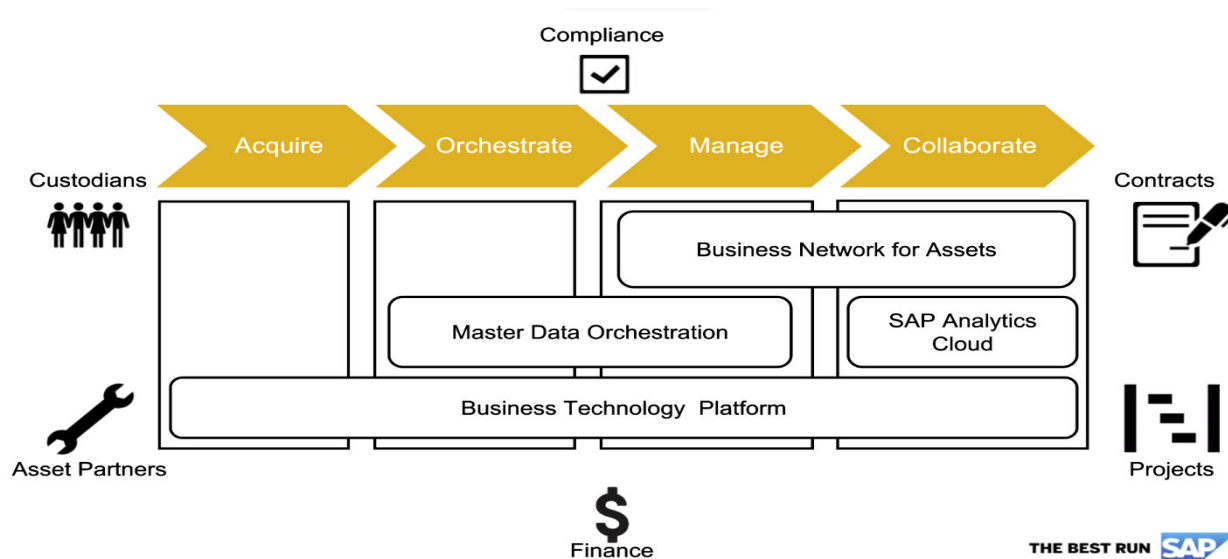 Compliance
Acquire
Orchestrate
Manage
Collaborate
Custodians
Contracts
Business Network for Assets
Master Data Orchestration
SAP Analytics
Cloud
Business Technology Platform
Asset Partners
Projects
$
Finance
THE BEST RUN SAP